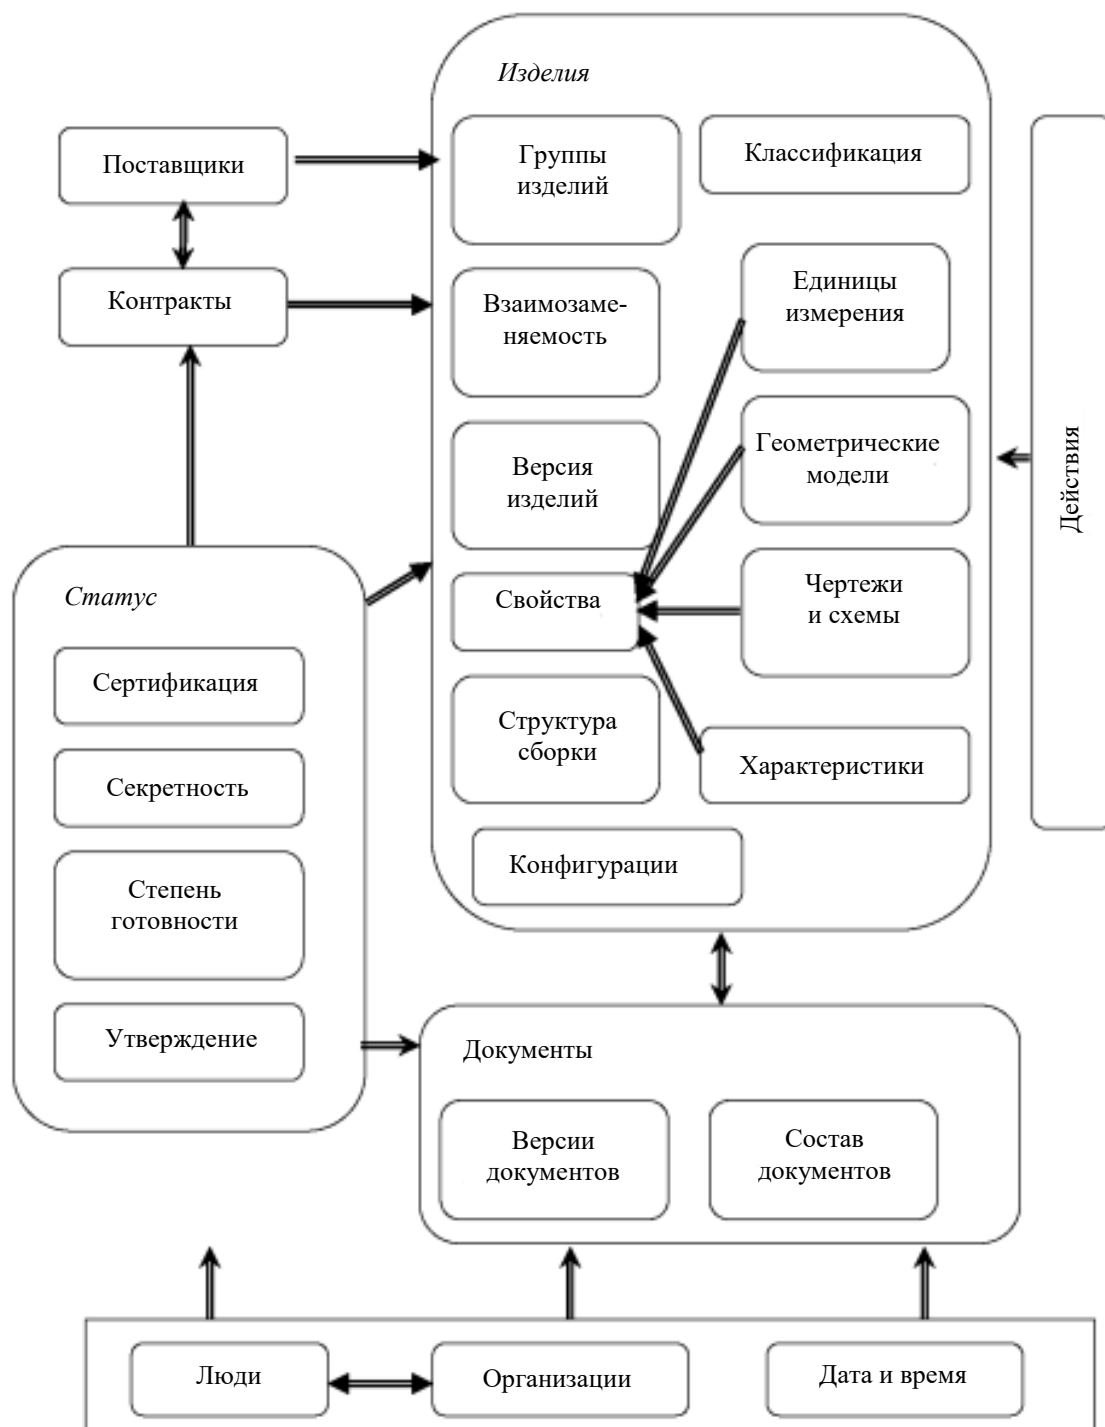 Изделия
Поставщики
Группы
изделий
Классификация
Контракты
Взаимозаме-
няемость
Единицы
измерения
Версия
изделий
Геометрические
модели
Действия
Статус
Свойства
Чертежи
и схемы
Сертификация
Структура
сборки
Характеристики
Секретность
Конфигурации
Степень
готовности
Утверждение
Документы
Версии
документов
Состав
документов
Люди
Организации
Дата и время